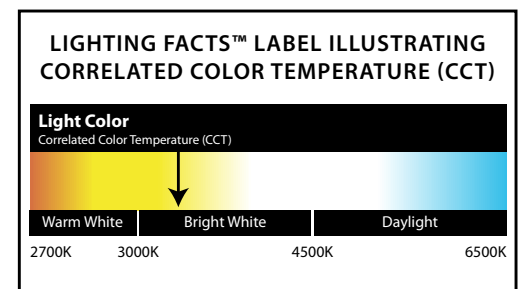 LIGHTING FACTS™ LABEL ILLUSTRATING
CORRELATED COLOR TEMPERATURE (CCT)
Light Color
Correlated Color Temperature (CCT)
Warm White Bright White Daylight
2700K 3000K 4500K 6500K